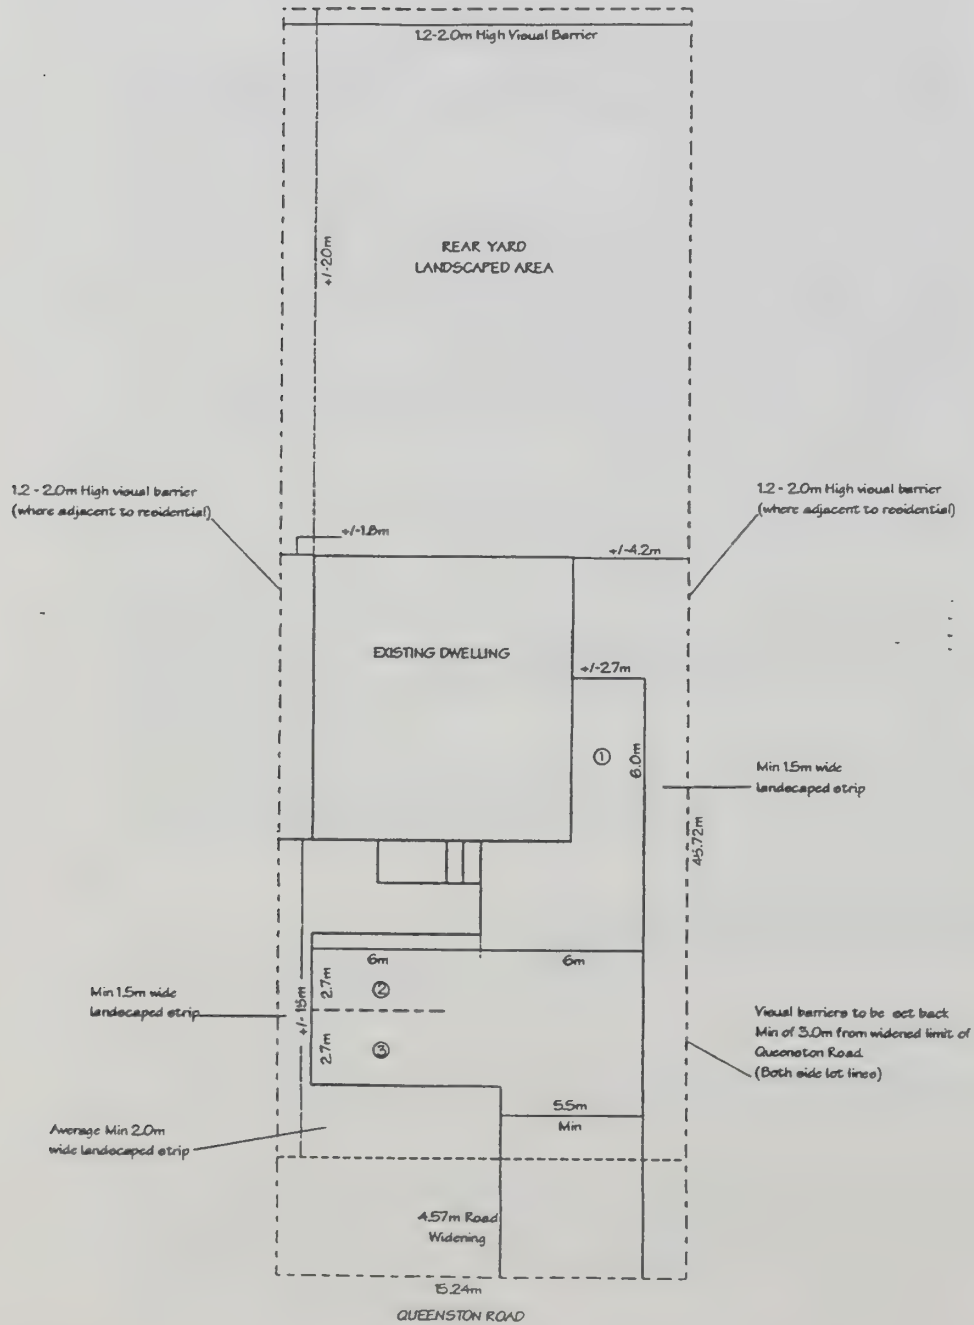 1.2-2.0m High Visual Barrier
+/-20m
REAR YARD
LANDSCAPED AREA
1.2 - 2.0m High visual barrier
(where adjacent to residential)
1.2 - 2.0m High visual barrier
(where adjacent to residential)
+/-1.8m
+/-4.2m
EXISTING DWELLING
+/-2.7m
1
6.0m
Min 1.5m wide
landscaped strip
45.72m
6m
6m
2.7m
2
Min 1.5m wide
landscaped strip
2.7m
3
Visual barriers to be set back
Min of 3.0m from widened limit of
Queenston Road
(Both side lot lines)
5.5m
Min
Average Min 2.0m
wide landscaped strip
4.57m Road
Widening
15.24m
QUEENSTON ROAD